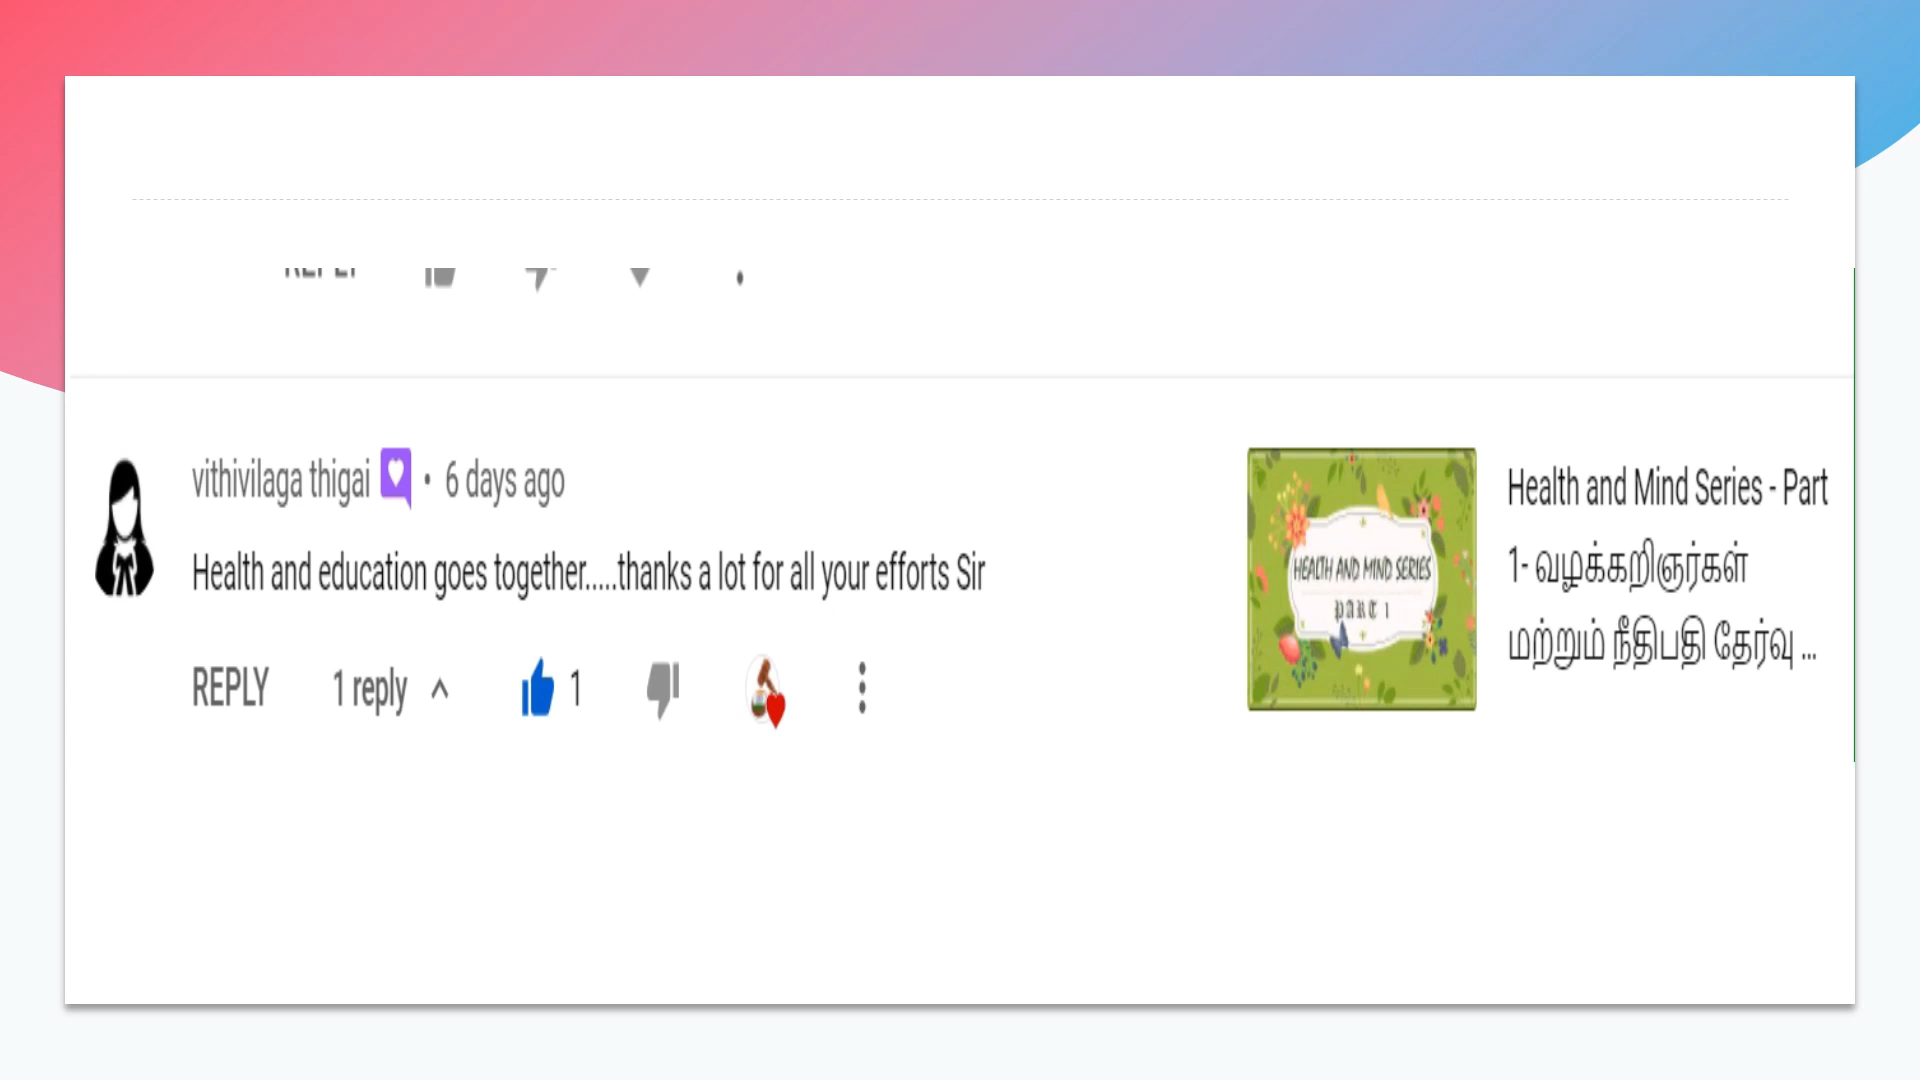 REPLY
vithivilaga thigai • 6 days ago
Health and education goes together.....thanks a lot for all your efforts Sir
REPLY 1 reply 1
HEALTH AND MIND SERIES
PART 1
Health and Mind Series - Part
1- வழக்கறிஞர்கள்
மற்றும் நீதிபதி தேர்வு ...